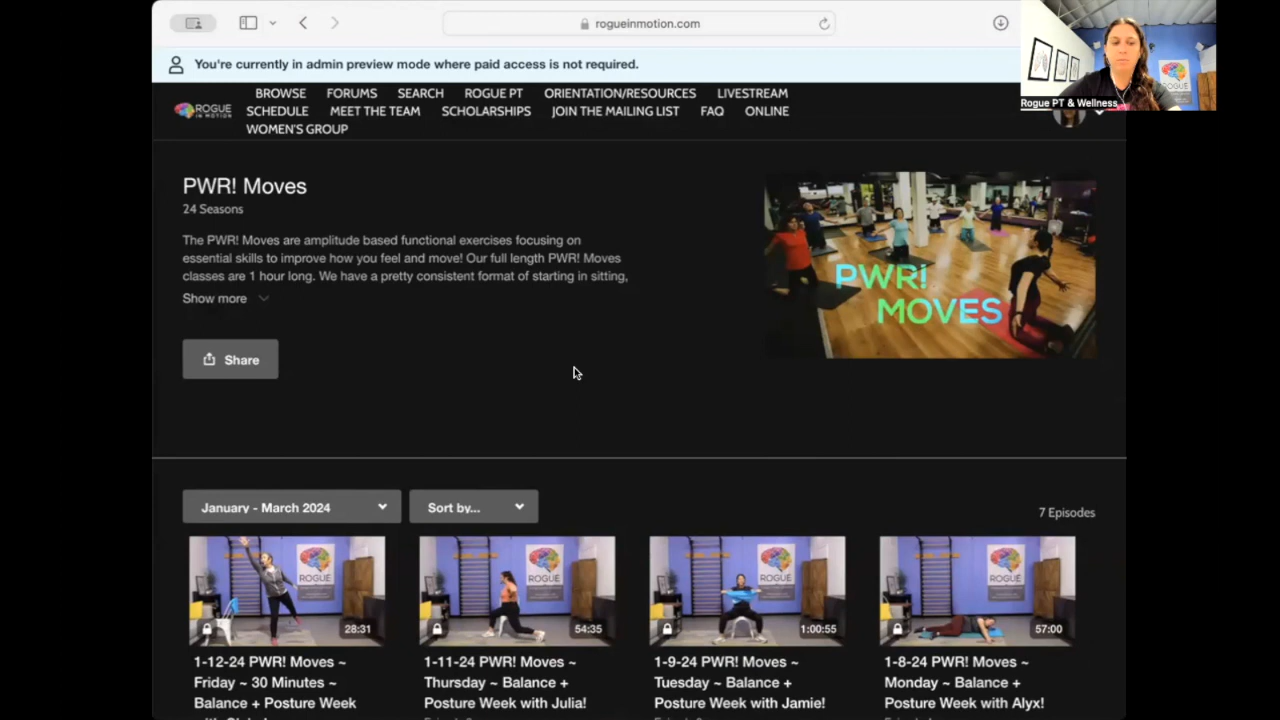 rogueinmotion.com
You're currently in admin preview mode where paid access is not required.
Rogue PT & Wellness
ROGUE
IN MOTION
BROWSE FORUMS SEARCH ROGUE PT ORIENTATION/RESOURCES LIVESTREAM
SCHEDULE MEET THE TEAM SCHOLARSHIPS JOIN THE MAILING LIST FAQ ONLINE
WOMEN'S GROUP
PWR! Moves
24 Seasons
The PWR! Moves are amplitude based functional exercises focusing on
essential skills to improve how you feel and move! Our full length PWR! Moves
classes are 1 hour long. We have a pretty consistent format of starting in sitting,
Show more
Share
PWR!
MOVES
January - March 2024
Sort by...
7 Episodes
ROGUE
28:31
ROGUE
54:35
ROGUE
1:00:55
ROGUE
57:00
1-12-24 PWR! Moves ~
Friday ~ 30 Minutes ~
Balance + Posture Week
1-11-24 PWR! Moves ~
Thursday ~ Balance +
Posture Week with Julia!
1-9-24 PWR! Moves ~
Tuesday ~ Balance +
Posture Week with Jamie!
1-8-24 PWR! Moves ~
Monday ~ Balance +
Posture Week with Alyx!